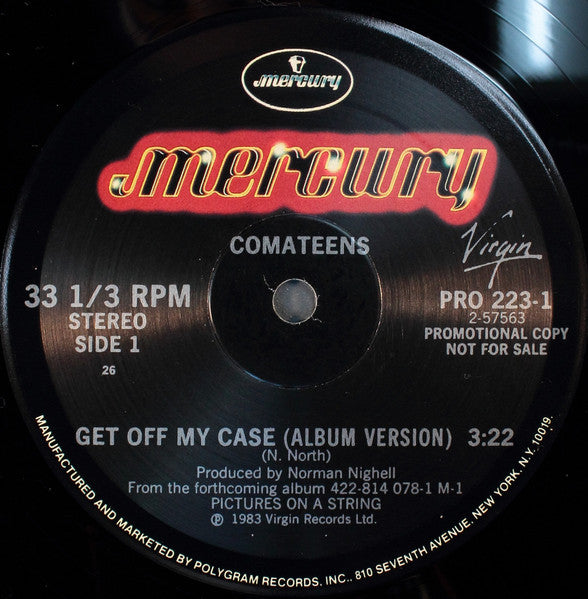 mercury
mercury
COMATEENS
Virgin
33 1/3 RPM
STEREO
SIDE 1
26
PRO 223-1
2-57563
PROMOTIONAL COPY
NOT FOR SALE
GET OFF MY CASE (ALBUM VERSION) 3:22
(N. North)
Produced by Norman Nighell
From the forthcoming album 422-814 078-1 M-1
PICTURES ON A STRING
℗ 1983 Virgin Records Ltd.
MANUFACTURED AND MARKETED BY POLYGRAM RECORDS. INC., 810 SEVENTH AVENUE. NEW YORK, N.Y. 10019.